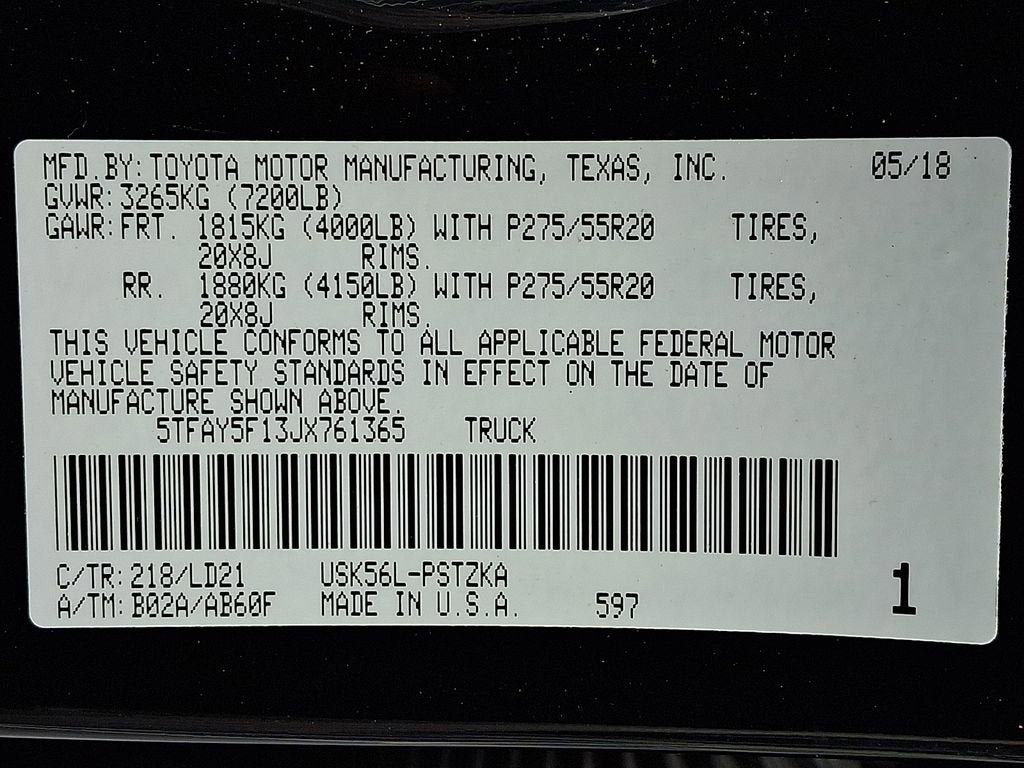 MFD.BY: TOYOTA MOTOR MANUFACTURING, TEXAS, INC. 05/18
GVWR: 3265KG (7200LB)
GAWR: FRT. 1815KG (4000LB) WITH P275/55R20 TIRES,
20X8J RIMS.
RR. 1880KG (4150LB) WITH P275/55R20 TIRES,
20X8J RIMS.
THIS VEHICLE CONFORMS TO ALL APPLICABLE FEDERAL MOTOR
VEHICLE SAFETY STANDARDS IN EFFECT ON THE DATE OF
MANUFACTURE SHOWN ABOVE.
5TFAY5F13JX761365 TRUCK
C/TR: 218/LD21 USK56L-PSTZKA
A/TM: B02A/AB60F MADE IN U.S.A. 597 1